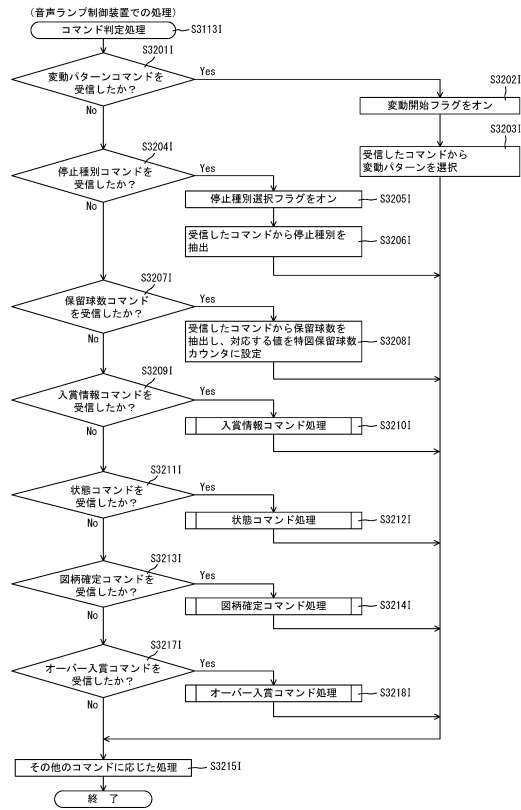 (音声ランプ制御装置での処理)
コマンド判定処理
S3113I
S3201I
変動パターンコマンドを
受信したか？
Yes
No
S3202I
変動開始フラグをオン
S3203I
受信したコマンドから
変動パターンを選択
S3204I
停止種別コマンドを
受信したか？
Yes
No
停止種別選択フラグをオン
S3205I
受信したコマンドから停止種別を
抽出
S3206I
S3207I
保留球数コマンド
を受信したか？
Yes
No
受信したコマンドから保留球数を
抽出し、対応する値を特図保留球数
カウンタに設定
S3208I
S3209I
入賞情報コマンドを
受信したか？
Yes
No
入賞情報コマンド処理
S3210I
S3211I
状態コマンドを
受信したか？
Yes
No
状態コマンド処理
S3212I
S3213I
図柄確定コマンドを
受信したか？
Yes
No
図柄確定コマンド処理
S3214I
S3217I
オーバー入賞コマンドを
受信したか？
Yes
No
オーバー入賞コマンド処理
S3218I
その他のコマンドに応じた処理
S3215I
終　了